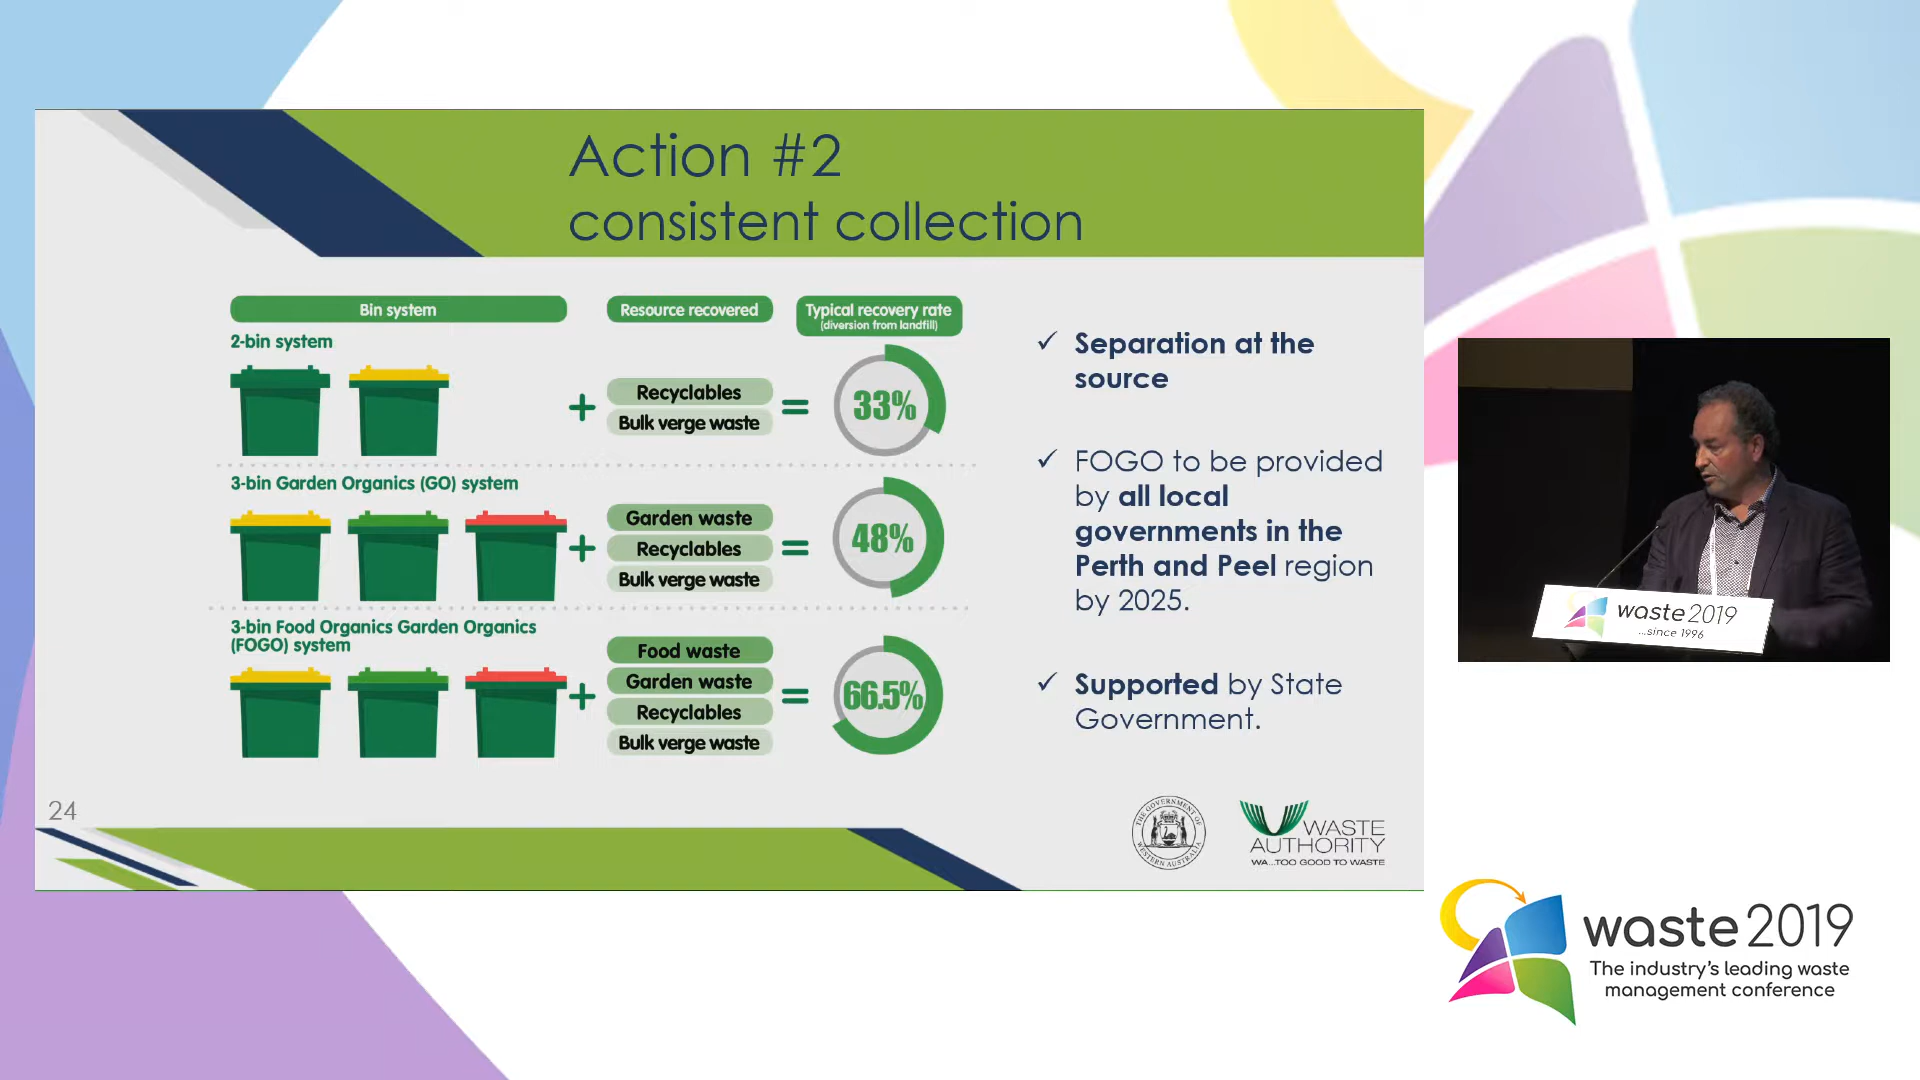 Action #2
consistent collection
Bin system
Resource recovered
Typical recovery rate
(diversion from landfill)
2-bin system
+
Recyclables
Bulk verge waste
=
33%
3-bin Garden Organics (GO) system
+
Garden waste
Recyclables
Bulk verge waste
=
48%
3-bin Food Organics Garden Organics
(FOGO) system
+
Food waste
Garden waste
Recyclables
Bulk verge waste
=
66.5%
✓ Separation at the
source
✓ FOGO to be provided
by all local
governments in the
Perth and Peel region
by 2025.
✓ Supported by State
Government.
24
THE GOVERNMENT OF
WESTERN AUSTRALIA
WASTE
AUTHORITY
WA...TOO GOOD TO WASTE
waste 2019
...since 1996
waste 2019
The industry's leading waste
management conference